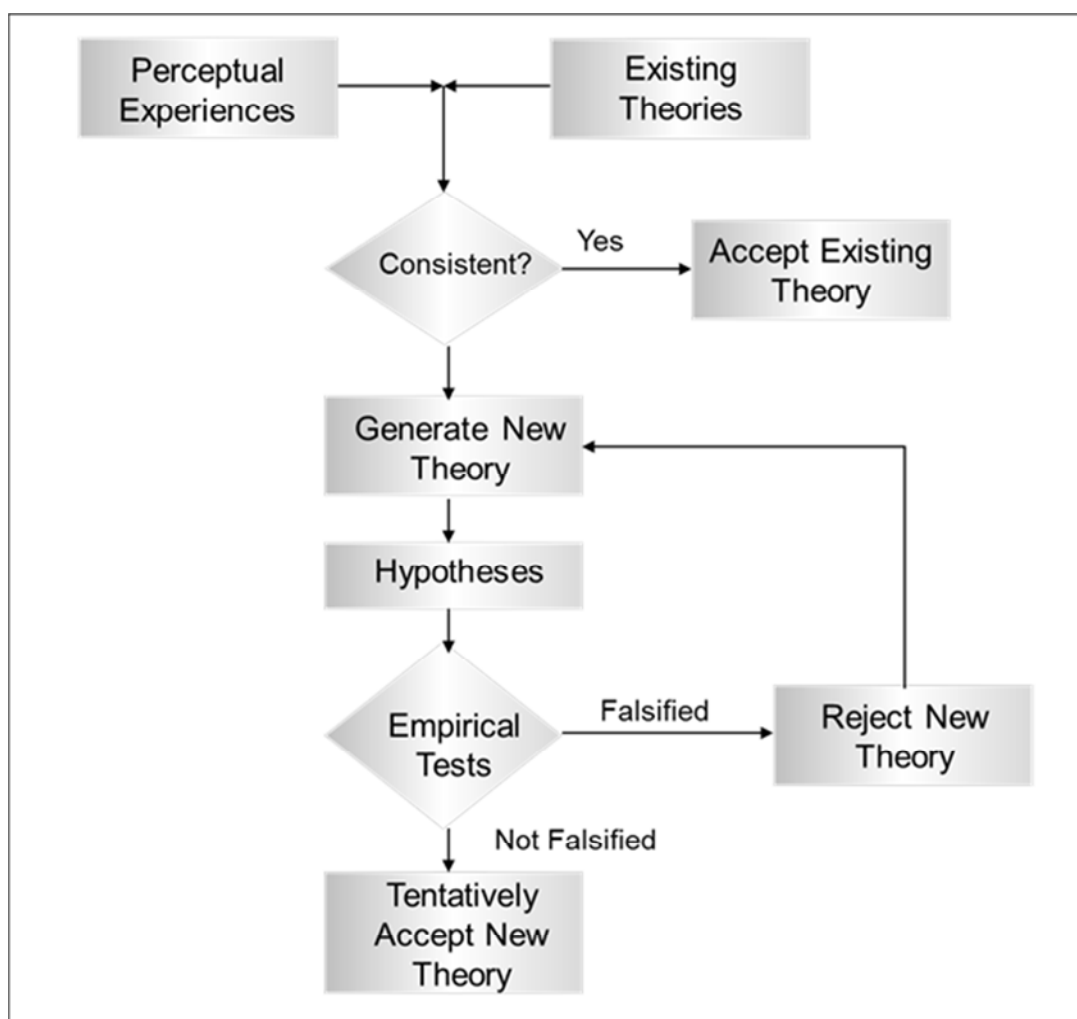 Perceptual
Experiences
Existing
Theories
Consistent?
Yes
Accept Existing
Theory
Generate New
Theory
Hypotheses
Empirical
Tests
Falsified
Reject New
Theory
Not Falsified
Tentatively
Accept New
Theory